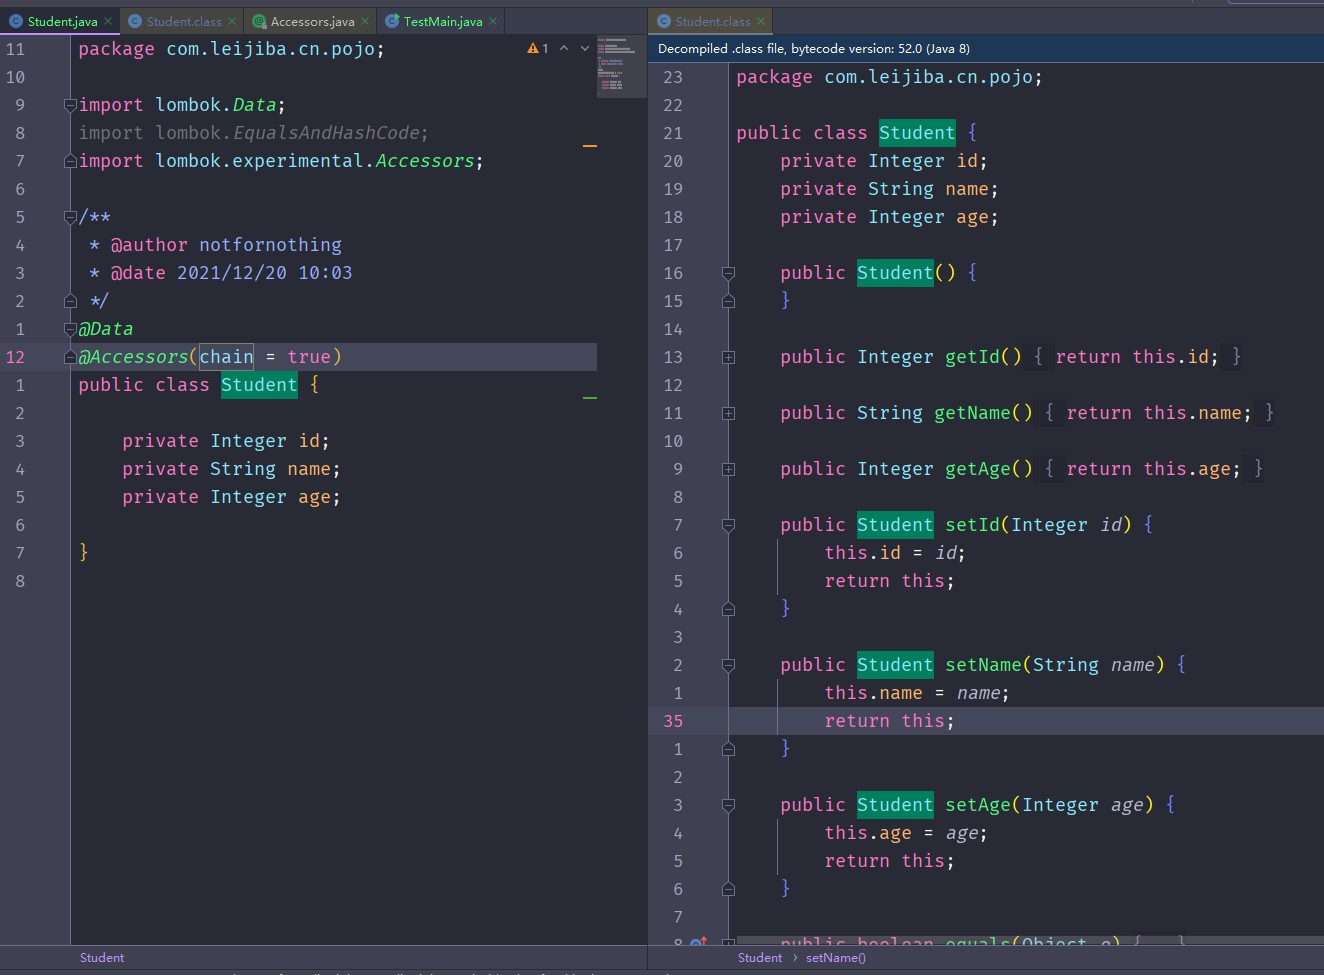 Student.java Student.class Accessors.java TestMain.java
11 package com.leijiba.cn.pojo; 1
10
9 import lombok.Data;
8 import lombok.EqualsAndHashCode;
7 import lombok.experimental.Accessors;
6
5 /**
4 * @author notfornothing
3 * @date 2021/12/20 10:03
2 */
1 @Data
12 @Accessors(chain = true)
1 public class Student {
2
3 private Integer id;
4 private String name;
5 private Integer age;
6
7 }
8
Student
Student.class
Decompiled .class file, bytecode version: 52.0 (Java 8)
23 package com.leijiba.cn.pojo;
22
21 public class Student {
20 private Integer id;
19 private String name;
18 private Integer age;
17
16 public Student() {
15 }
14
13 public Integer getId() { return this.id; }
12
11 public String getName() { return this.name; }
10
9 public Integer getAge() { return this.age; }
8
7 public Student setId(Integer id) {
6 this.id = id;
5 return this;
4 }
3
2 public Student setName(String name) {
1 this.name = name;
35 return this;
1 }
2
3 public Student setAge(Integer age) {
4 this.age = age;
5 return this;
6 }
7
8 public boolean equals(Object o) {...}
Student › setName()